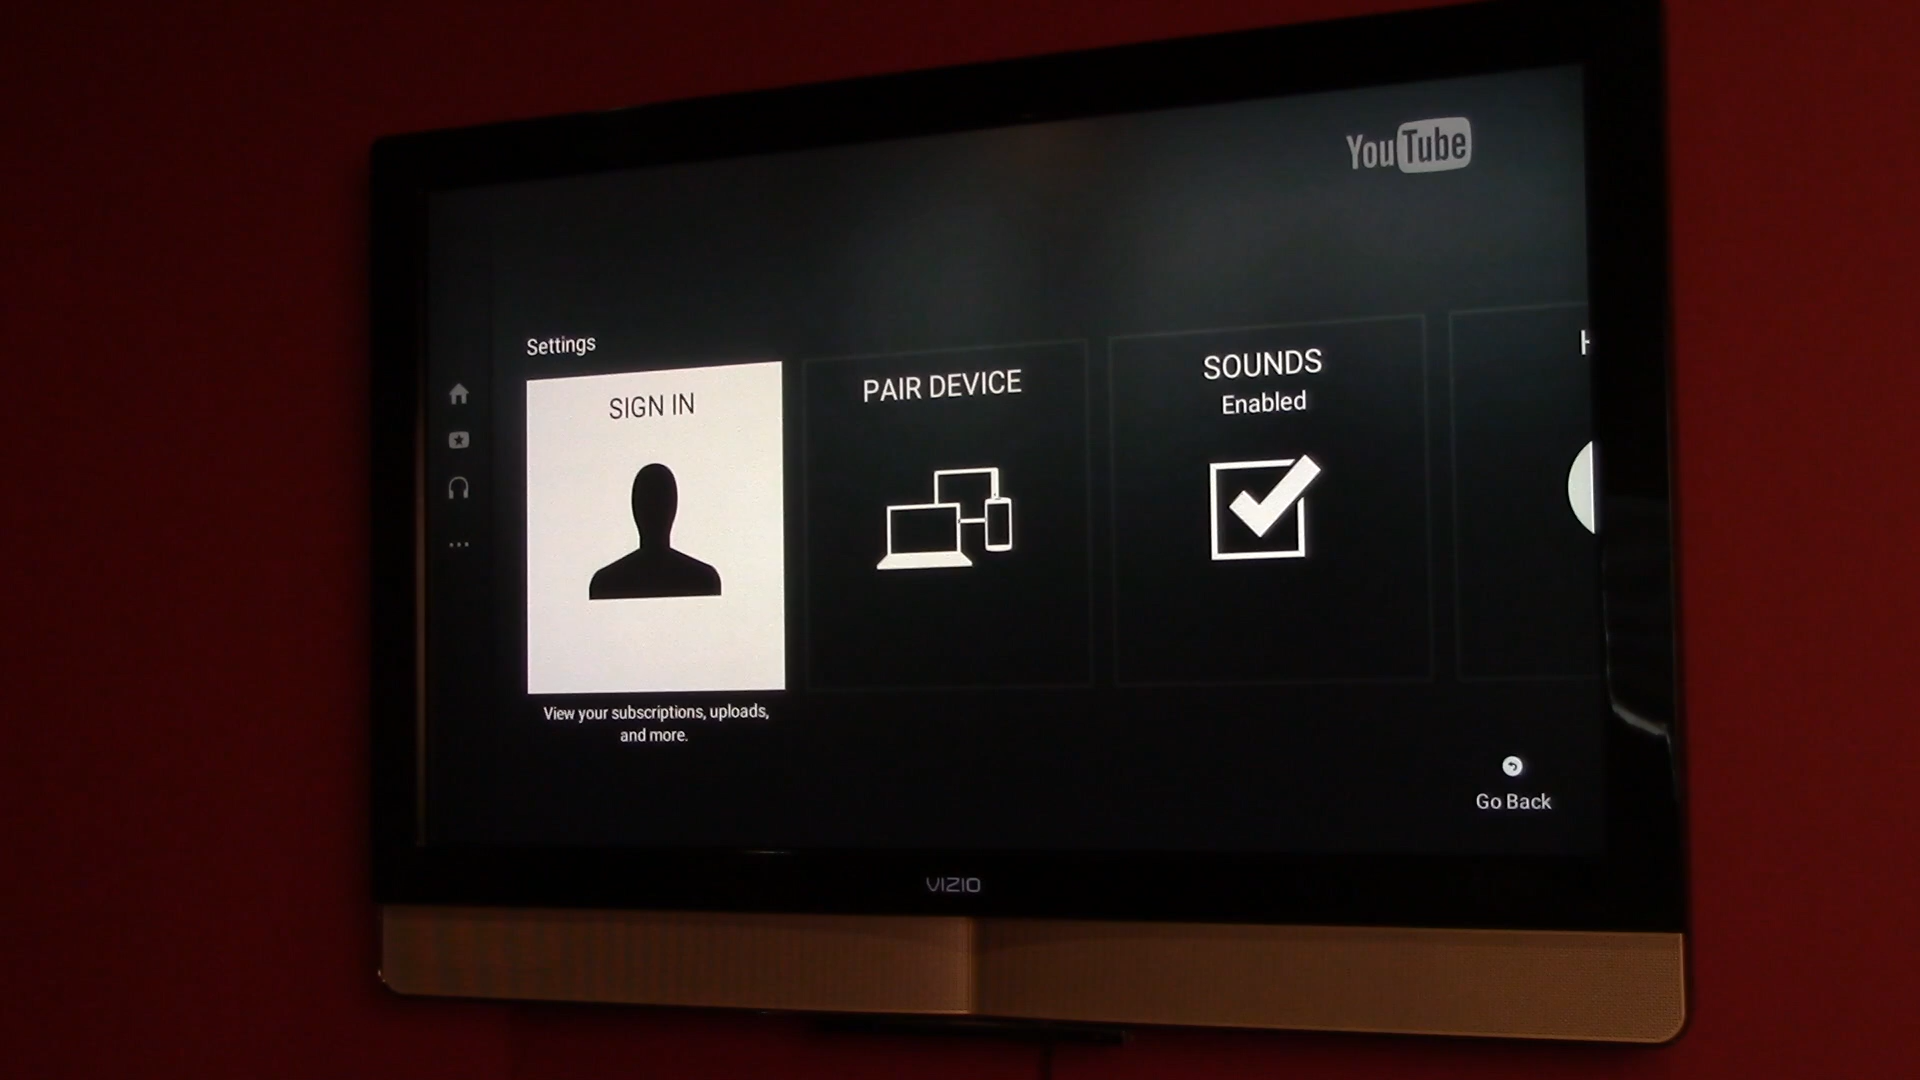 YouTube
Settings
SIGN IN
PAIR DEVICE
SOUNDS
Enabled
View your subscriptions, uploads,
and more.
Go Back
VIZIO